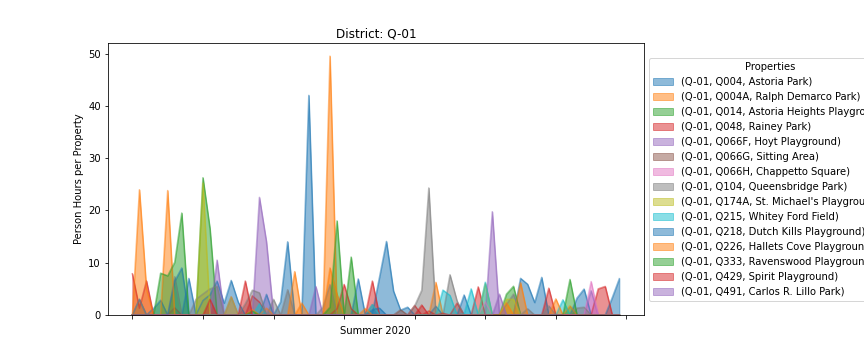 District: Q-01
50
40
30
20
10
0
Person Hours per Property
Summer 2020
Properties
(Q-01, Q004, Astoria Park)
(Q-01, Q004A, Ralph Demarco Park)
(Q-01, Q014, Astoria Heights Playgro
(Q-01, Q048, Rainey Park)
(Q-01, Q066F, Hoyt Playground)
(Q-01, Q066G, Sitting Area)
(Q-01, Q066H, Chappetto Square)
(Q-01, Q104, Queensbridge Park)
(Q-01, Q174A, St. Michael's Playgrou
(Q-01, Q215, Whitey Ford Field)
(Q-01, Q218, Dutch Kills Playground)
(Q-01, Q226, Hallets Cove Playgroun
(Q-01, Q333, Ravenswood Playgroun
(Q-01, Q429, Spirit Playground)
(Q-01, Q491, Carlos R. Lillo Park)